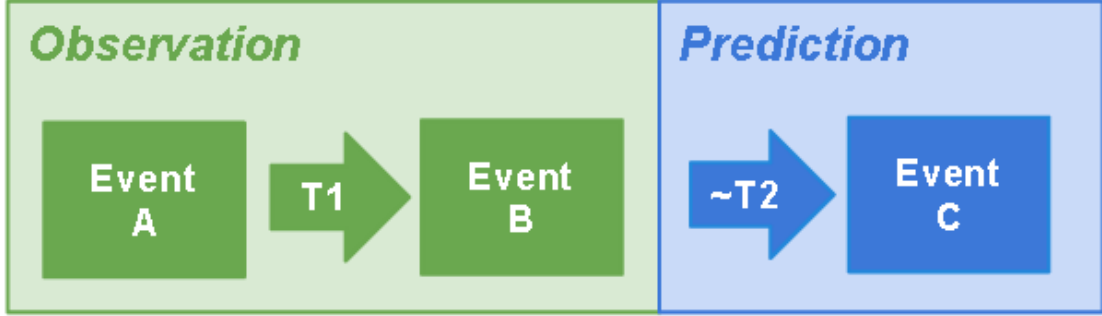 Observation
Prediction
Event
A
T1
Event
B
~T2
Event
C